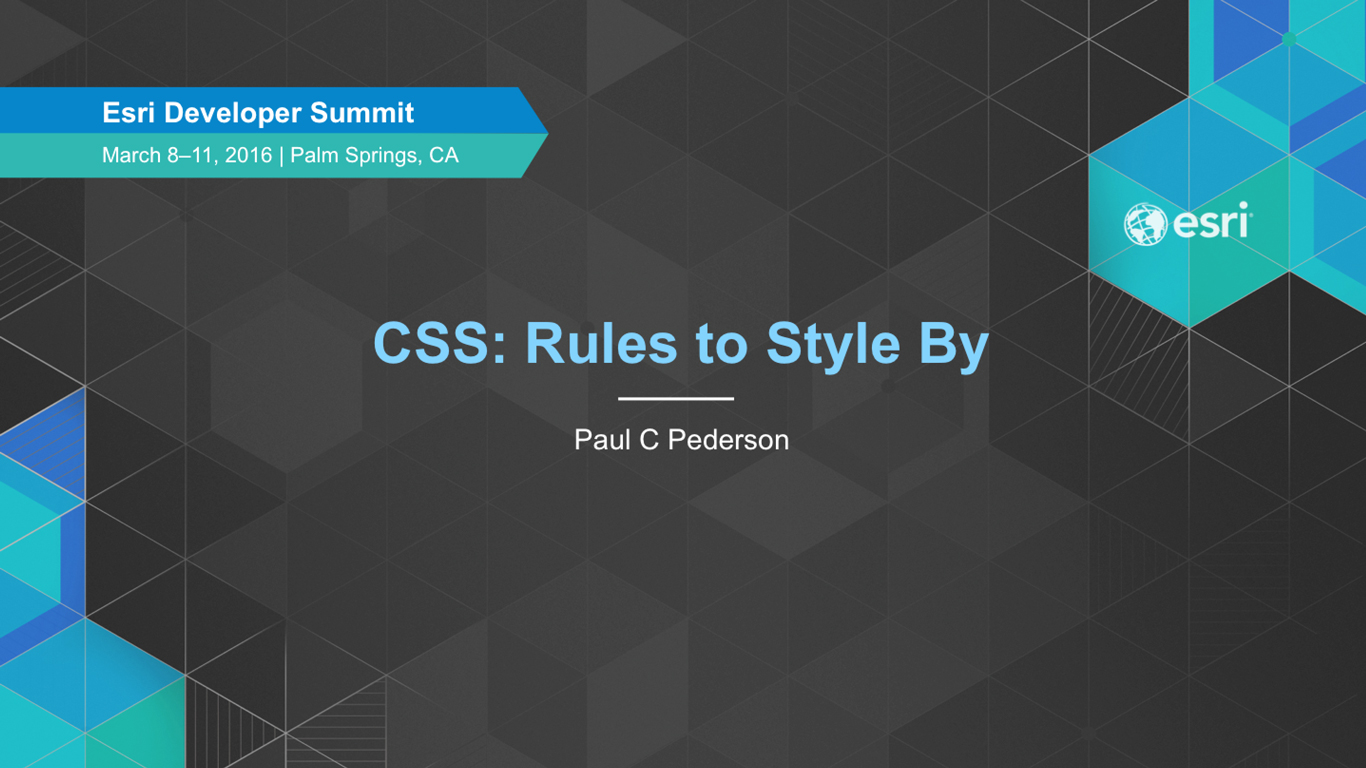 Esri Developer Summit
March 8–11, 2016 | Palm Springs, CA
esri
CSS: Rules to Style By
Paul C Pederson